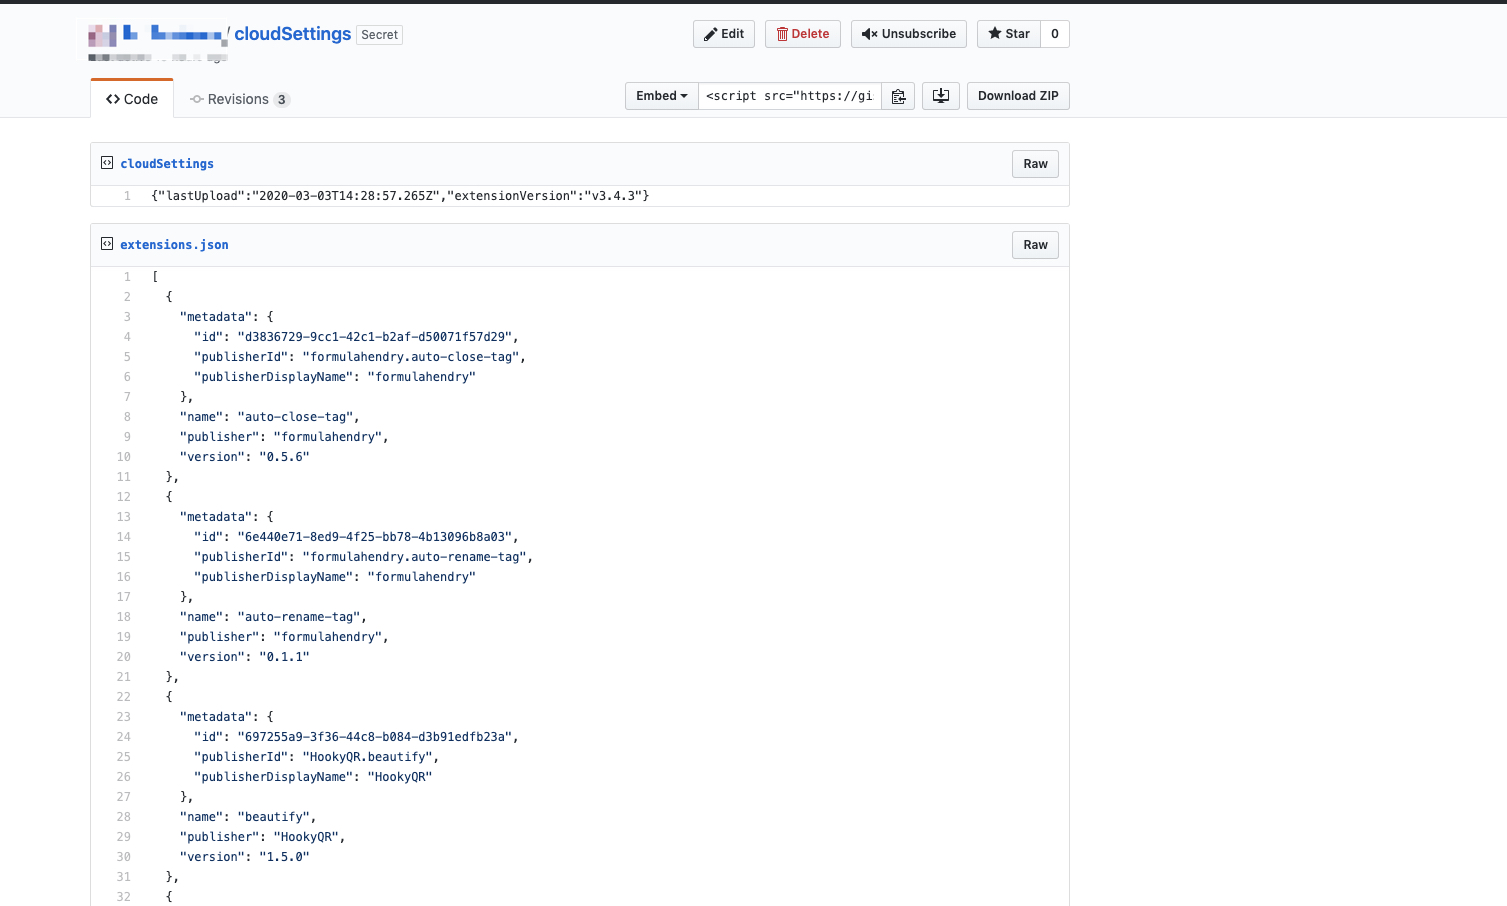 / cloudSettings Secret
Edit Delete Unsubscribe Star 0
Code Revisions 3
Embed <script src="https://gi Download ZIP
cloudSettings Raw
1 {"lastUpload":"2020-03-03T14:28:57.265Z","extensionVersion":"v3.4.3"}
extensions.json Raw
1 [
2 {
3 "metadata": {
4 "id": "d3836729-9cc1-42c1-b2af-d50071f57d29",
5 "publisherId": "formulahendry.auto-close-tag",
6 "publisherDisplayName": "formulahendry"
7 },
8 "name": "auto-close-tag",
9 "publisher": "formulahendry",
10 "version": "0.5.6"
11 },
12 {
13 "metadata": {
14 "id": "6e440e71-8ed9-4f25-bb78-4b13096b8a03",
15 "publisherId": "formulahendry.auto-rename-tag",
16 "publisherDisplayName": "formulahendry"
17 },
18 "name": "auto-rename-tag",
19 "publisher": "formulahendry",
20 "version": "0.1.1"
21 },
22 {
23 "metadata": {
24 "id": "697255a9-3f36-44c8-b084-d3b91edfb23a",
25 "publisherId": "HookyQR.beautify",
26 "publisherDisplayName": "HookyQR"
27 },
28 "name": "beautify",
29 "publisher": "HookyQR",
30 "version": "1.5.0"
31 },
32 {